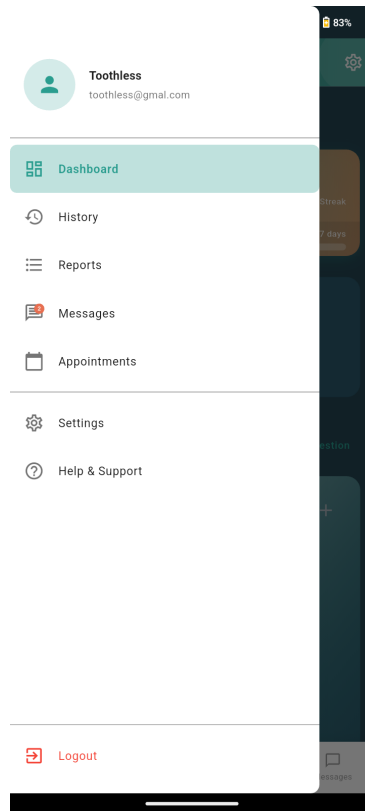 83%
Toothless
toothless@gmal.com
Dashboard
History
Streak
Reports
7 days
Messages
Appointments
Settings
estion
Help & Support
Logout
essages